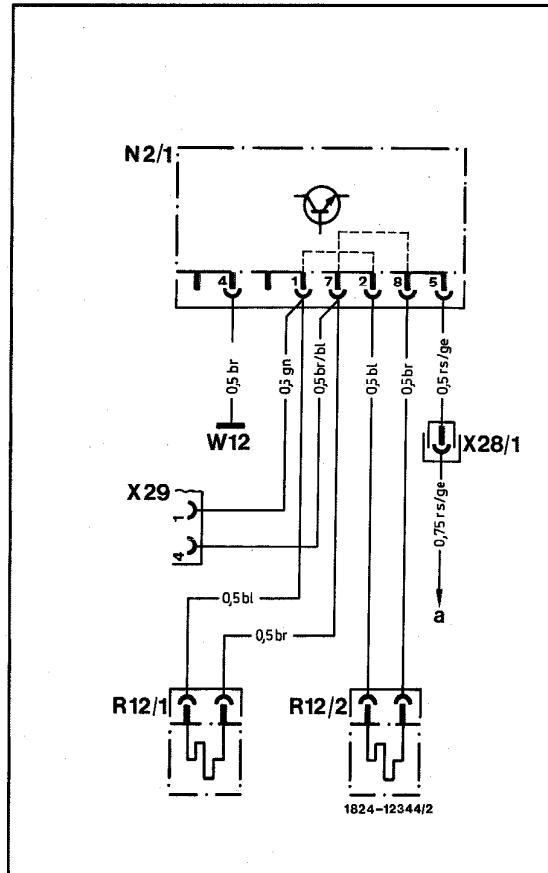 N2/1
4 1 7 2 8 5
0,5 br
0,5 gn
0,5 br/bl
0,5 bl
0,5 br
0,5 rs/ge
W12
X28/1
X29
1
4
0,75 rs/ge
a
0,5 bl
0,5 br
R12/1
R12/2
1824-12344/2